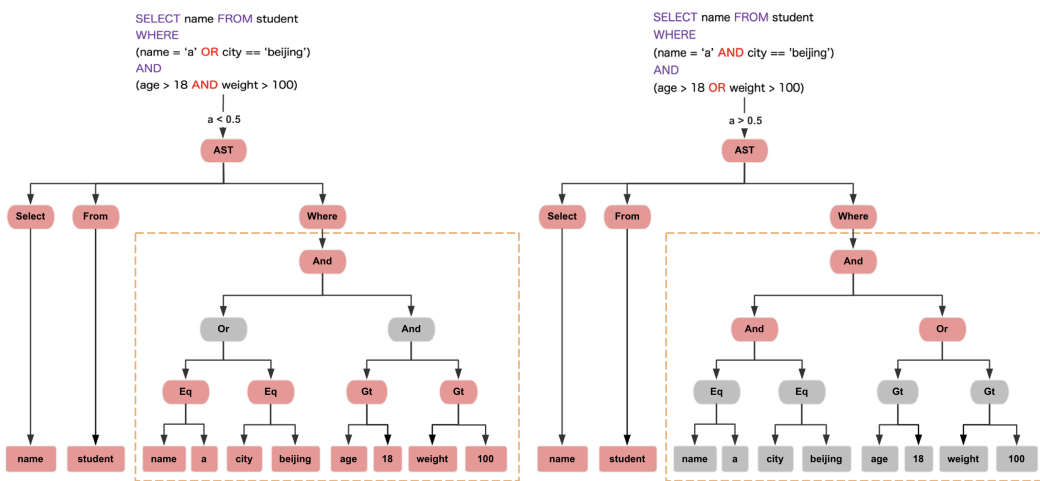 SELECT name FROM student
WHERE
(name = ‘a’ OR city == 'beijing’)
AND
(age > 18 AND weight > 100)
a < 0.5
AST
Select
From
Where
And
Or
And
Eq
Eq
Gt
Gt
name
student
name
a
city
beijing
age
18
weight
100
SELECT name FROM student
WHERE
(name = ‘a’ AND city == 'beijing’)
AND
(age > 18 OR weight > 100)
a > 0.5
AST
Select
From
Where
And
And
Or
Eq
Eq
Gt
Gt
name
student
name
a
city
beijing
age
18
weight
100